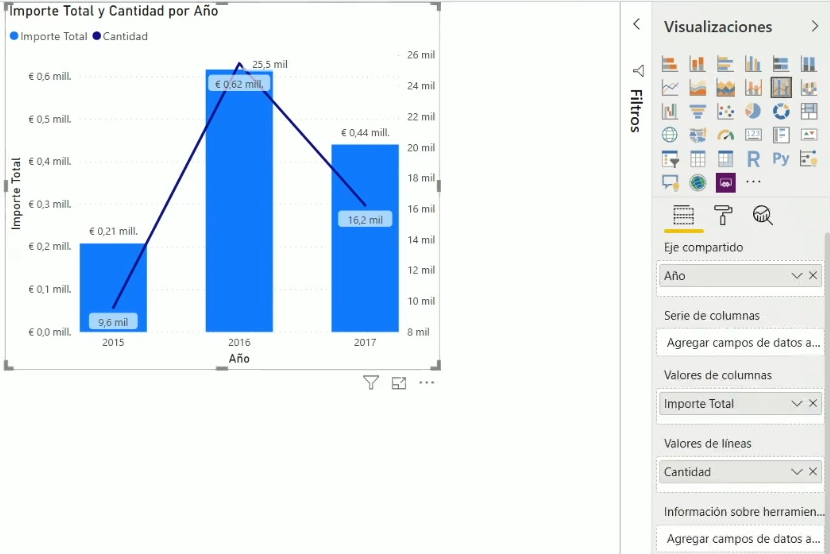 Importe Total y Cantidad por Año
Importe Total Cantidad
€ 0,6 mill.
€ 0,5 mill.
€ 0,4 mill.
€ 0,3 mill.
€ 0,2 mill.
€ 0,1 mill.
€ 0,0 mill.
Importe Total
€ 0,21 mill.
9,6 mil
25,5 mil
€ 0,62 mill.
€ 0,44 mill.
16,2 mil
26 mil
24 mil
22 mil
20 mil
18 mil
16 mil
14 mil
12 mil
10 mil
8 mil
2015 2016 2017
Año
Filtros
Visualizaciones
123
R Py
Eje compartido
Año
Serie de columnas
Agregar campos de datos a...
Valores de columnas
Importe Total
Valores de líneas
Cantidad
Información sobre herramien...
Agregar campos de datos a...